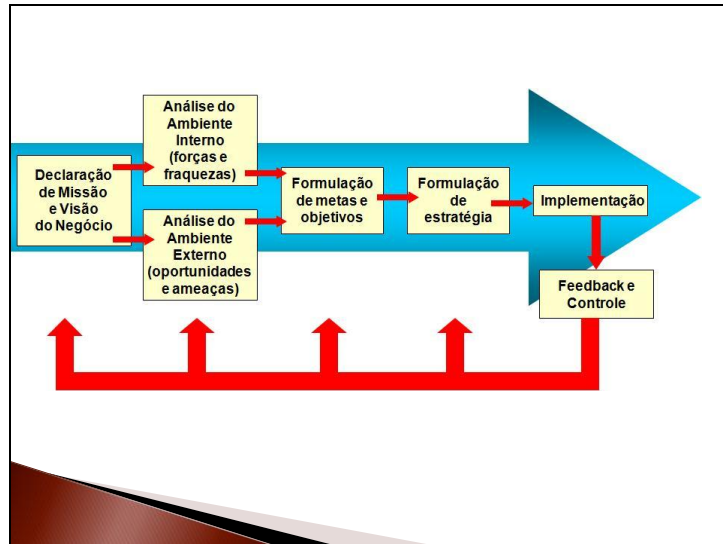 Declaração
de Missão
e Visão
do Negócio
Análise do
Ambiente
Interno
(forças e
fraquezas)
Análise do
Ambiente
Externo
(oportunidades
e ameaças)
Formulação
de metas e
objetivos
Formulação
de
estratégia
Implementação
Feedback e
Controle